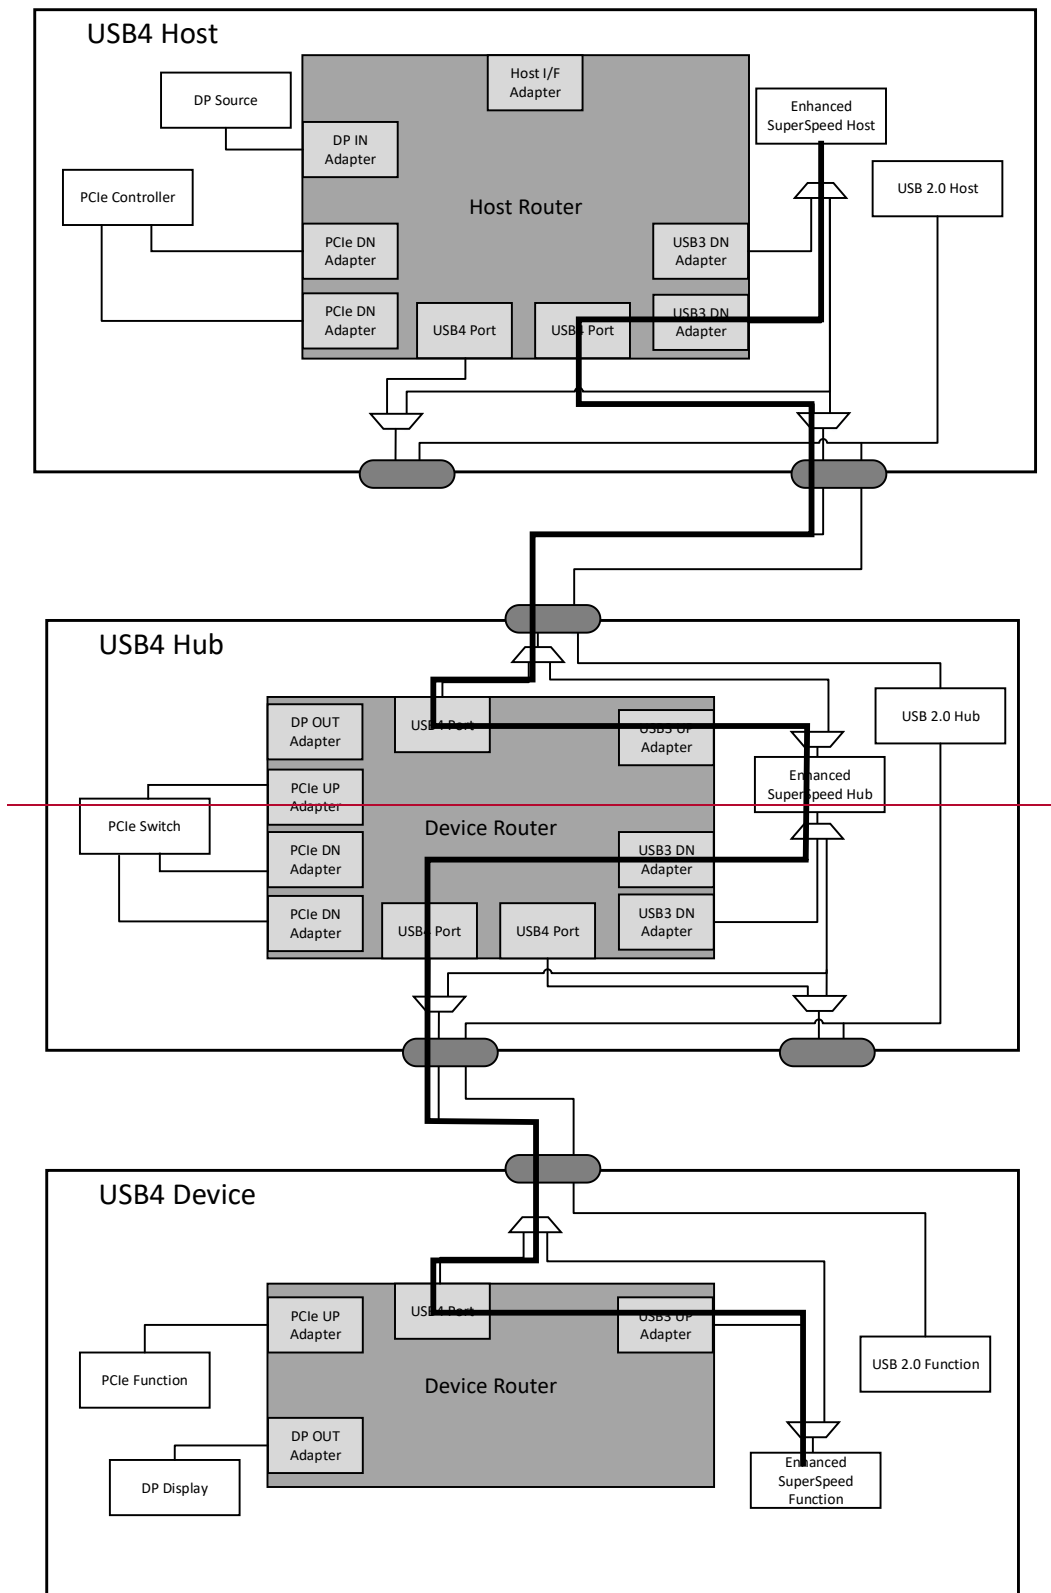 USB4 Host
Host I/F
Adapter
DP Source
Enhanced
SuperSpeed Host
DP IN
Adapter
PCIe Controller
USB 2.0 Host
Host Router
PCIe DN
Adapter
USB3 DN
Adapter
PCIe DN
Adapter
USB4 Port
USB4 Port
USB3 DN
Adapter
USB4 Hub
DP OUT
Adapter
USB4 Port
USB3 UP
Adapter
USB 2.0 Hub
PCIe UP
Adapter
Enhanced
SuperSpeed Hub
PCIe Switch
Device Router
PCIe DN
Adapter
USB3 DN
Adapter
PCIe DN
Adapter
USB4 Port
USB4 Port
USB3 DN
Adapter
USB4 Device
PCIe UP
Adapter
USB4 Port
USB3 UP
Adapter
PCIe Function
Device Router
USB 2.0 Function
DP OUT
Adapter
DP Display
Enhanced
SuperSpeed
Function